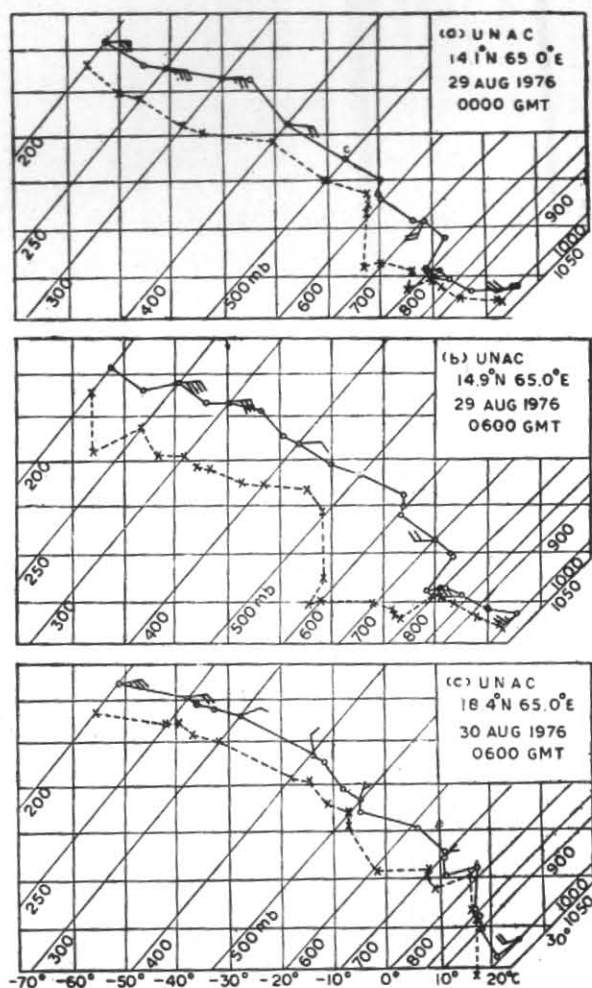 (a) UNAC
14.1°N 65.0°E
29 AUG 1976
0000 GMT
200
250
300
400
500mb
600
700
800
900
1000
1050
c
(b) UNAC
14.9°N 65.0°E
29 AUG 1976
0600 GMT
200
250
300
400
500mb
600
700
800
900
1000
1050
(c) UNAC
18.4°N 65.0°E
30 AUG 1976
0600 GMT
200
250
300
400
500mb
600
700
800
900
1000
1050
30°
-70° -60° -50° -40° -30° -20° -10° 0° 10° 20°C